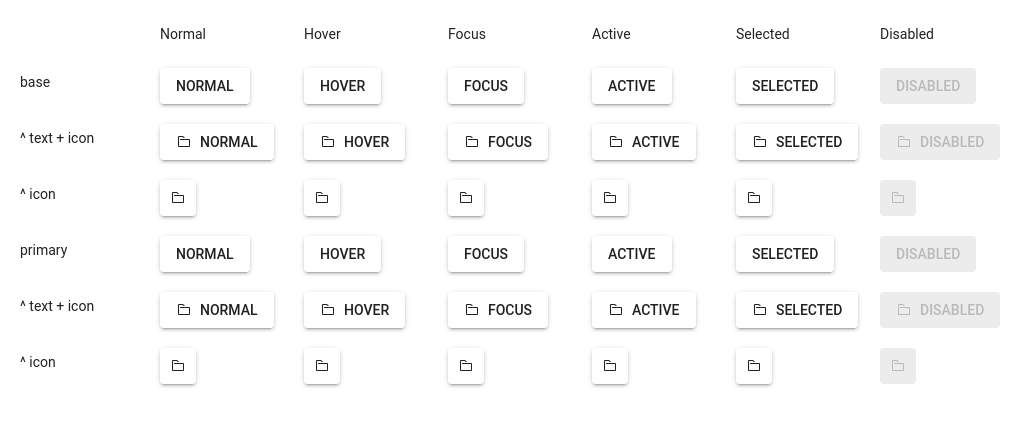 Normal Hover Focus Active Selected Disabled
base NORMAL HOVER FOCUS ACTIVE SELECTED DISABLED
^ text + icon NORMAL HOVER FOCUS ACTIVE SELECTED DISABLED
^ icon
primary NORMAL HOVER FOCUS ACTIVE SELECTED DISABLED
^ text + icon NORMAL HOVER FOCUS ACTIVE SELECTED DISABLED
^ icon